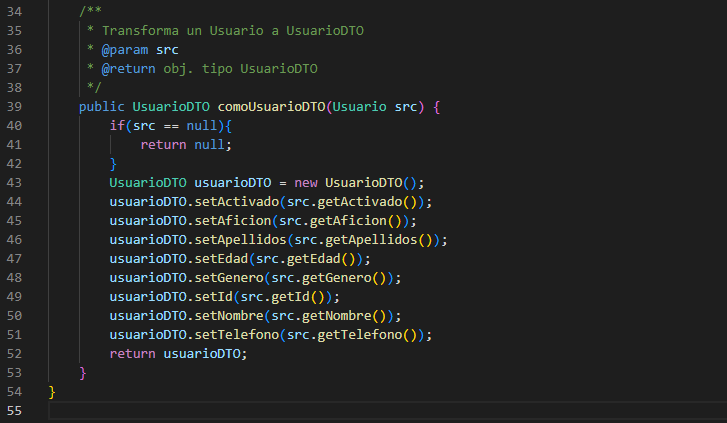 34 /**
35 * Transforma un Usuario a UsuarioDTO
36 * @param src
37 * @return obj. tipo UsuarioDTO
38 */
39 public UsuarioDTO comoUsuarioDTO(Usuario src) {
40 if(src == null){
41 return null;
42 }
43 UsuarioDTO usuarioDTO = new UsuarioDTO();
44 usuarioDTO.setActivado(src.getActivado());
45 usuarioDTO.setAficion(src.getAficion());
46 usuarioDTO.setApellidos(src.getApellidos());
47 usuarioDTO.setEdad(src.getEdad());
48 usuarioDTO.setGenero(src.getGenero());
49 usuarioDTO.setId(src.getId());
50 usuarioDTO.setNombre(src.getNombre());
51 usuarioDTO.setTelefono(src.getTelefono());
52 return usuarioDTO;
53 }
54 }
55